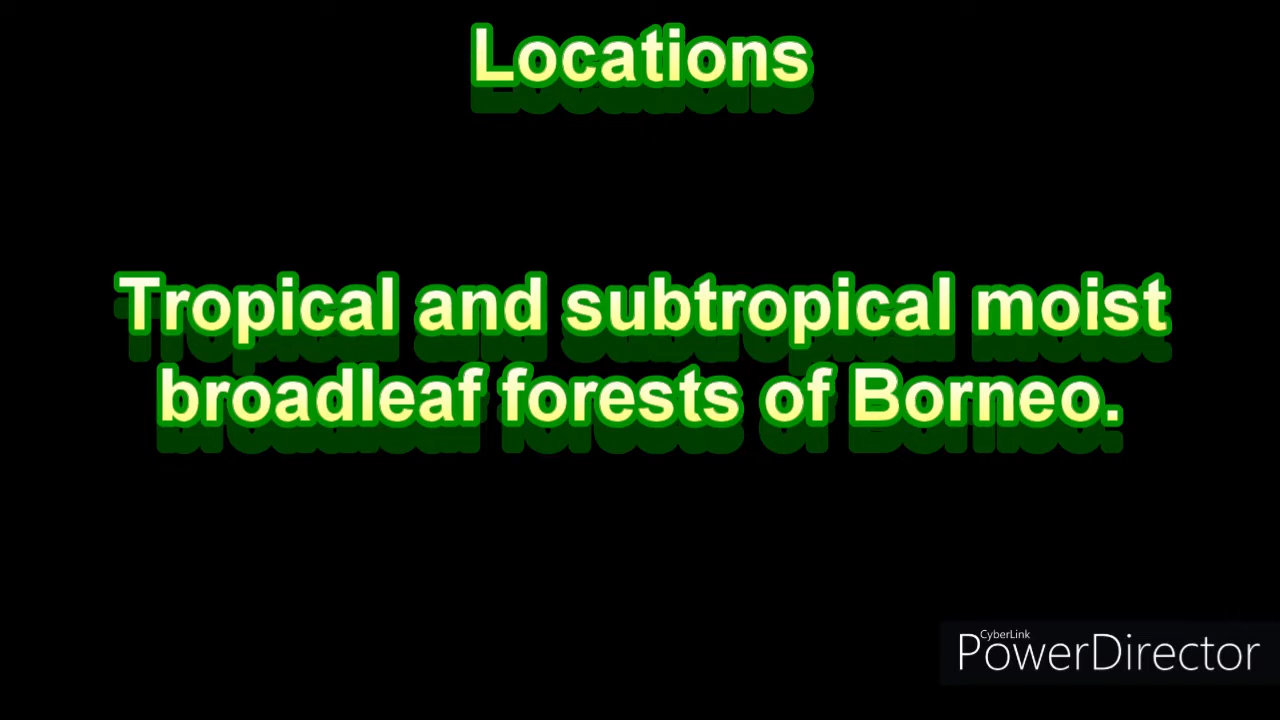 Locations
Tropical and subtropical moist
broadleaf forests of Borneo.
CyberLink
PowerDirector